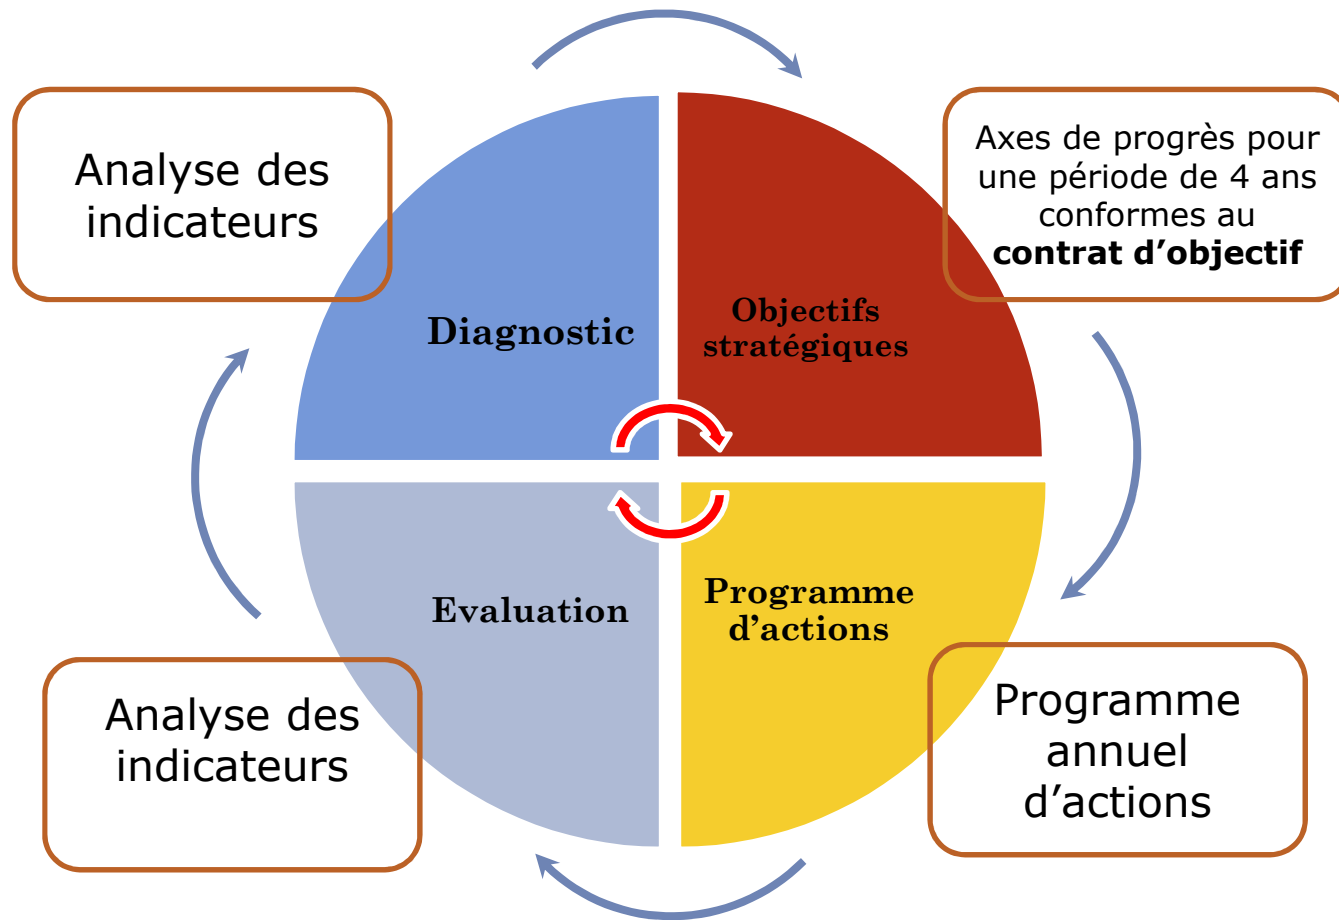 Analyse des
indicateurs
Axes de progrès pour
une période de 4 ans
conformes au
contrat d’objectif
Diagnostic
Objectifs
stratégiques
Evaluation
Programme
d’actions
Analyse des
indicateurs
Programme
annuel
d’actions